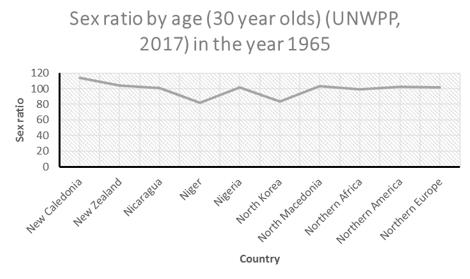 Sex ratio by age (30 year olds) (UNWPP,
2017) in the year 1965
120
100
80
60
40
20
0
Sex ratio
New Caledonia
New Zealand
Nicaragua
Niger
Nigeria
North Korea
North Macedonia
Northern Africa
Northern America
Northern Europe
Country